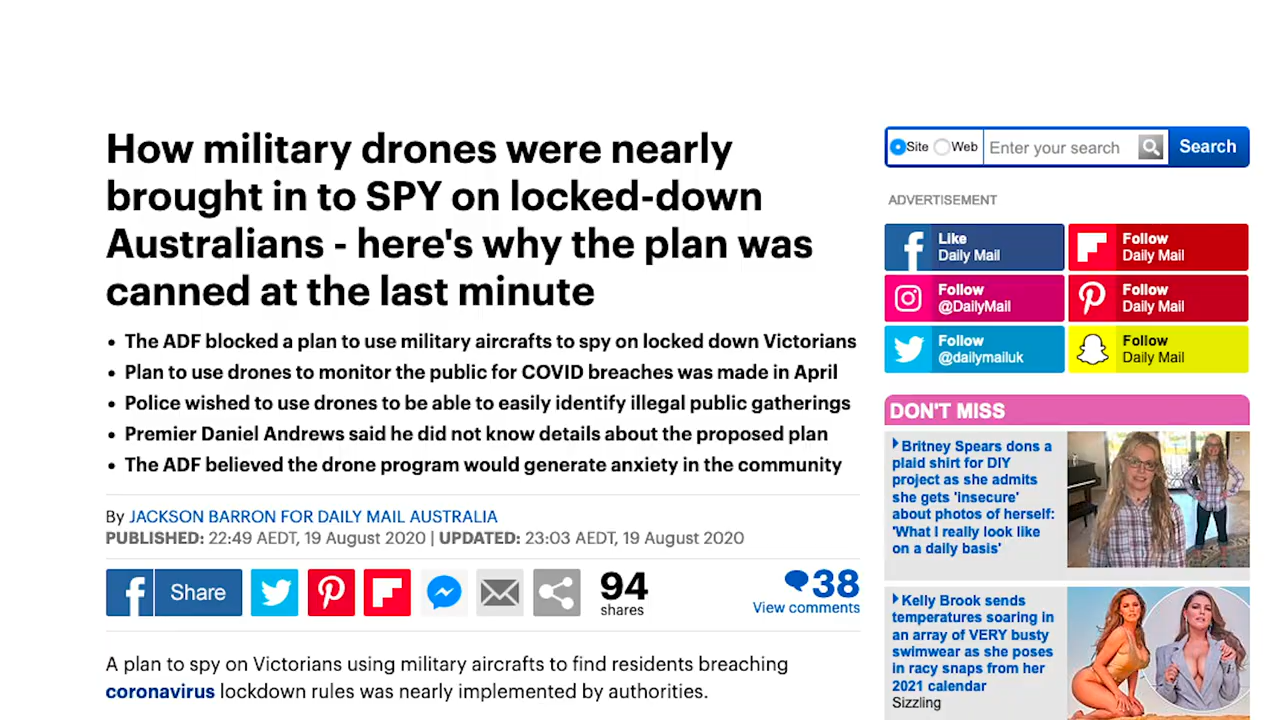 How military drones were nearly
brought in to SPY on locked-down
Australians - here's why the plan was
canned at the last minute
• The ADF blocked a plan to use military aircrafts to spy on locked down Victorians
• Plan to use drones to monitor the public for COVID breaches was made in April
• Police wished to use drones to be able to easily identify illegal public gatherings
• Premier Daniel Andrews said he did not know details about the proposed plan
• The ADF believed the drone program would generate anxiety in the community
By JACKSON BARRON FOR DAILY MAIL AUSTRALIA
PUBLISHED: 22:49 AEDT, 19 August 2020 | UPDATED: 23:03 AEDT, 19 August 2020
Share
94
shares
38
View comments
A plan to spy on Victorians using military aircrafts to find residents breaching
coronavirus lockdown rules was nearly implemented by authorities.
Site Web Enter your search Search
ADVERTISEMENT
Like
Daily Mail
Follow
Daily Mail
Follow
@DailyMail
Follow
Daily Mail
Follow
@dailymailuk
Follow
Daily Mail
DON'T MISS
Britney Spears dons a
plaid shirt for DIY
project as she admits
she gets 'insecure'
about photos of herself:
'What I really look like
on a daily basis'
Kelly Brook sends
temperatures soaring in
an array of VERY busty
swimwear as she poses
in racy snaps from her
2021 calendar
Sizzling